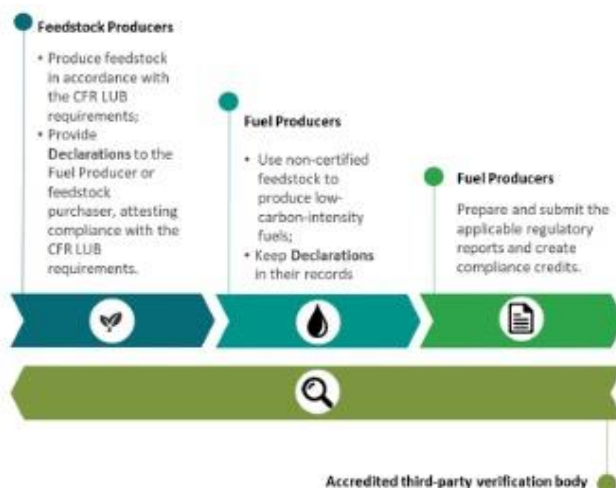 Feedstock Producers
• Produce feedstock
in accordance with
the CFR LUB
requirements;
• Provide
Declarations to the
Fuel Producer or
feedstock
purchaser, attesting
compliance with the
CFR LUB
requirements.
Fuel Producers
• Use non-certified
feedstock to
produce low-
carbon-intensity
fuels;
• Keep Declarations
in their records
Fuel Producers
Prepare and submit the
applicable regulatory
reports and create
compliance credits.
Accredited third-party verification body